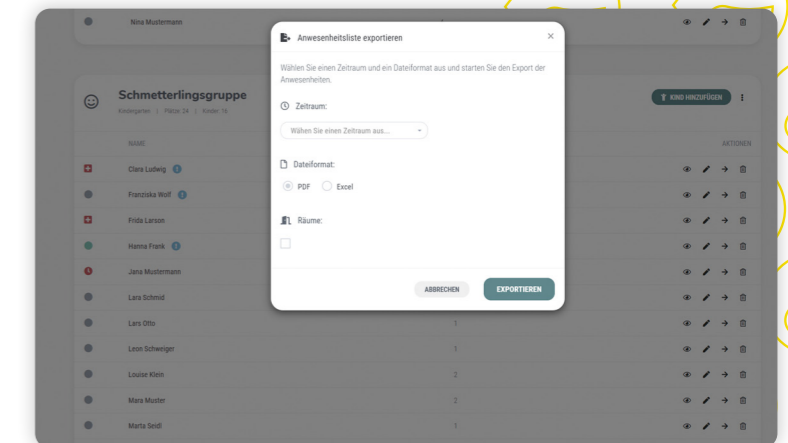 Nina Mustermann
Anwesenheitsliste exportieren
Wählen Sie einen Zeitraum und ein Dateiformat aus und starten Sie den Export der
Anwesenheiten.
Zeitraum:
Wähen Sie einen Zeitraum aus...
Dateiformat:
PDF Excel
Räume:
ABBRECHEN EXPORTIEREN
Schmetterlingsgruppe
Kindergarten | Plätze 24 | Kinder
KIND HINZUFÜGEN
NAME AKTIONEN
Clara Ludwig
Franziska Wolf
Frida Larson
Hanna Frank
Jana Mustermann
Lara Schmid
Lars Otto 1
Leon Schweiger 1
Louise Klein 2
Mara Muster 2
Marta Seidl 1